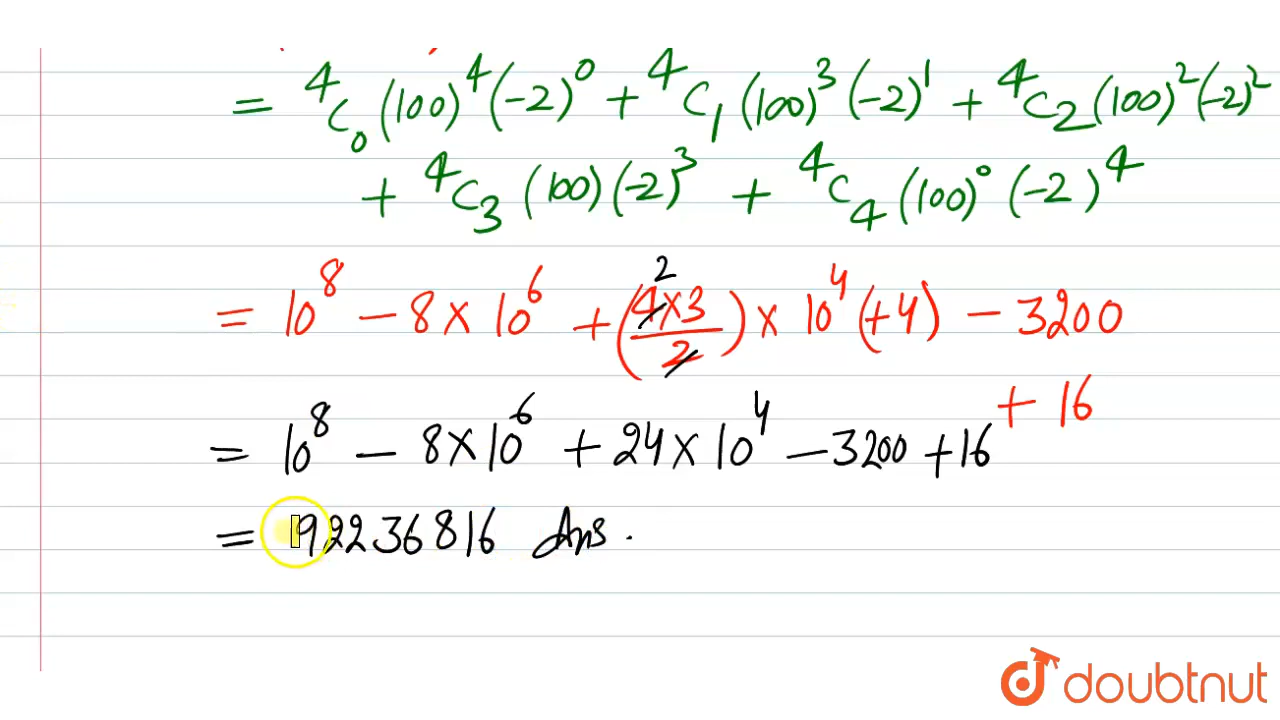 = ⁴C₀ (100)⁴ (-2)⁰ + ⁴C₁ (100)³ (-2)¹ + ⁴C₂ (100)² (-2)²
+ ⁴C₃ (100) (-2)³ + ⁴C₄ (100)⁰ (-2)⁴
= 10⁸ - 8 × 10⁶ + (4×3/2) × 10⁴ (+4) - 3200
2
+ 16
= 10⁸ - 8 × 10⁶ + 24 × 10⁴ - 3200 + 16
= 92236816 Ans.
doubtnut